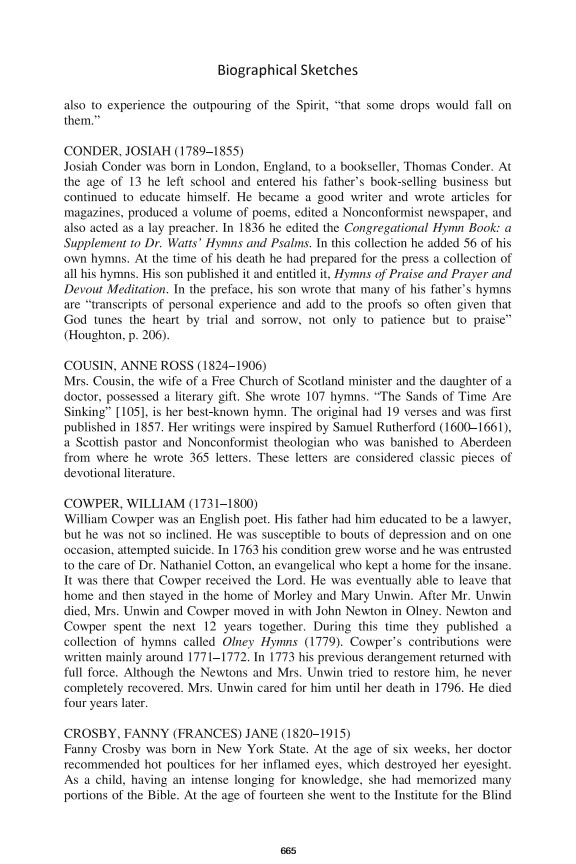 Biographical Sketches
also to experience the outpouring of the Spirit, “that some drops would fall on
them.”
CONDER, JOSIAH (1789–1855)
Josiah Conder was born in London, England, to a bookseller, Thomas Conder. At
the age of 13 he left school and entered his father’s book-selling business but
continued to educate himself. He became a good writer and wrote articles for
magazines, produced a volume of poems, edited a Nonconformist newspaper, and
also acted as a lay preacher. In 1836 he edited the Congregational Hymn Book: a
Supplement to Dr. Watts’ Hymns and Psalms. In this collection he added 56 of his
own hymns. At the time of his death he had prepared for the press a collection of
all his hymns. His son published it and entitled it, Hymns of Praise and Prayer and
Devout Meditation. In the preface, his son wrote that many of his father’s hymns
are “transcripts of personal experience and add to the proofs so often given that
God tunes the heart by trial and sorrow, not only to patience but to praise”
(Houghton, p. 206).
COUSIN, ANNE ROSS (1824–1906)
Mrs. Cousin, the wife of a Free Church of Scotland minister and the daughter of a
doctor, possessed a literary gift. She wrote 107 hymns. “The Sands of Time Are
Sinking” [105], is her best-known hymn. The original had 19 verses and was first
published in 1857. Her writings were inspired by Samuel Rutherford (1600–1661),
a Scottish pastor and Nonconformist theologian who was banished to Aberdeen
from where he wrote 365 letters. These letters are considered classic pieces of
devotional literature.
COWPER, WILLIAM (1731–1800)
William Cowper was an English poet. His father had him educated to be a lawyer,
but he was not so inclined. He was susceptible to bouts of depression and on one
occasion, attempted suicide. In 1763 his condition grew worse and he was entrusted
to the care of Dr. Nathaniel Cotton, an evangelical who kept a home for the insane.
It was there that Cowper received the Lord. He was eventually able to leave that
home and then stayed in the home of Morley and Mary Unwin. After Mr. Unwin
died, Mrs. Unwin and Cowper moved in with John Newton in Olney. Newton and
Cowper spent the next 12 years together. During this time they published a
collection of hymns called Olney Hymns (1779). Cowper’s contributions were
written mainly around 1771–1772. In 1773 his previous derangement returned with
full force. Although the Newtons and Mrs. Unwin tried to restore him, he never
completely recovered. Mrs. Unwin cared for him until her death in 1796. He died
four years later.
CROSBY, FANNY (FRANCES) JANE (1820–1915)
Fanny Crosby was born in New York State. At the age of six weeks, her doctor
recommended hot poultices for her inflamed eyes, which destroyed her eyesight.
As a child, having an intense longing for knowledge, she had memorized many
portions of the Bible. At the age of fourteen she went to the Institute for the Blind
665